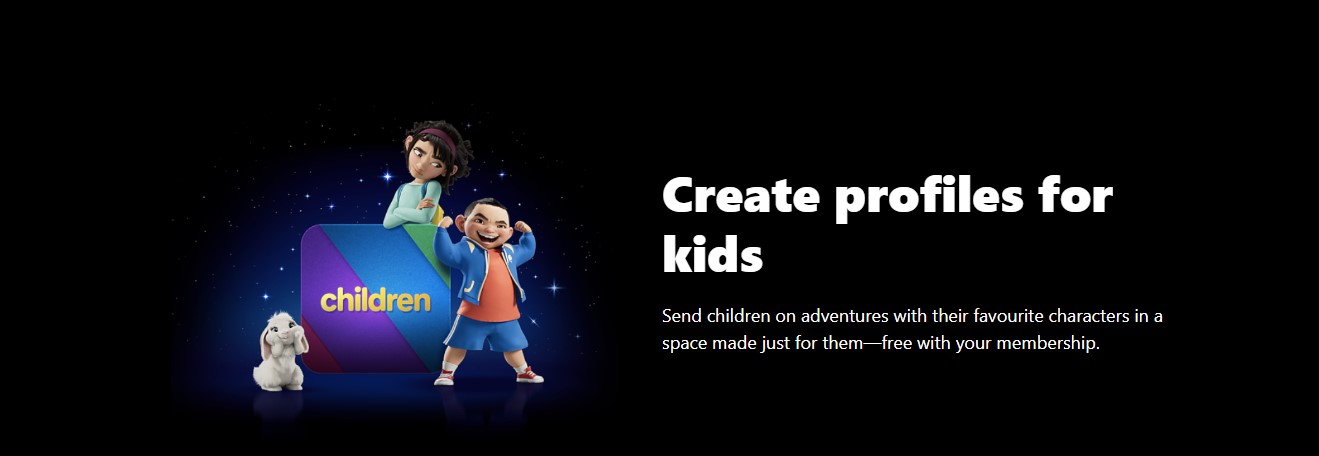 children
Create profiles for
kids
Send children on adventures with their favourite characters in a
space made just for them—free with your membership.